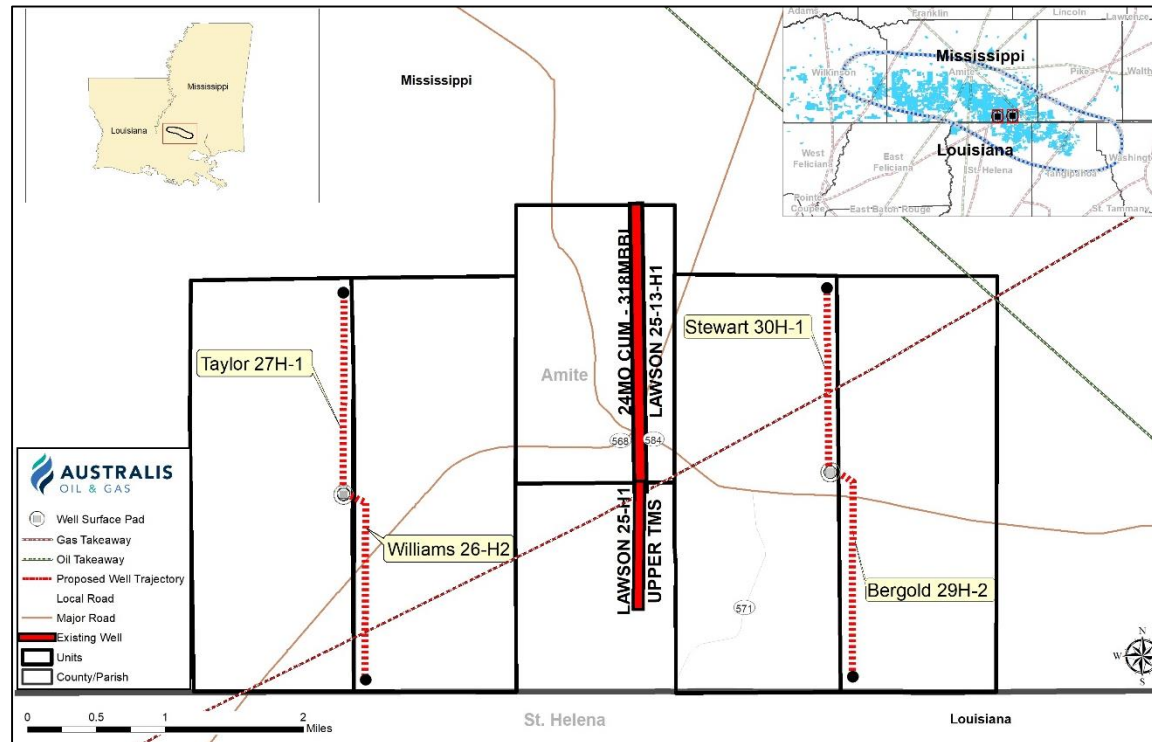 Mississippi
Louisiana
Mississippi
Adams
Franklin
Lincoln
Lawrence
Mississippi
Wilkinson
Amite
Pike
Walth
Louisiana
West
Feliciana
East
Feliciana
St. Helena
Tangipahoa
Washington
Pointe
Coupee
East Baton Rouge
St. Tammany
24MO CUM - 318MBBL
LAWSON 25-13-H1
Stewart 30H-1
Taylor 27H-1
Amite
568
584
LAWSON 25-H1
UPPER TMS
Williams 26-H2
Bergold 29H-2
571
AUSTRALIS
OIL & GAS
Well Surface Pad
Gas Takeaway
Oil Takeaway
Proposed Well Trajectory
Local Road
Major Road
Existing Well
Units
County/Parish
N
W
E
S
0 0.5 1 2
Miles
St. Helena
Louisiana